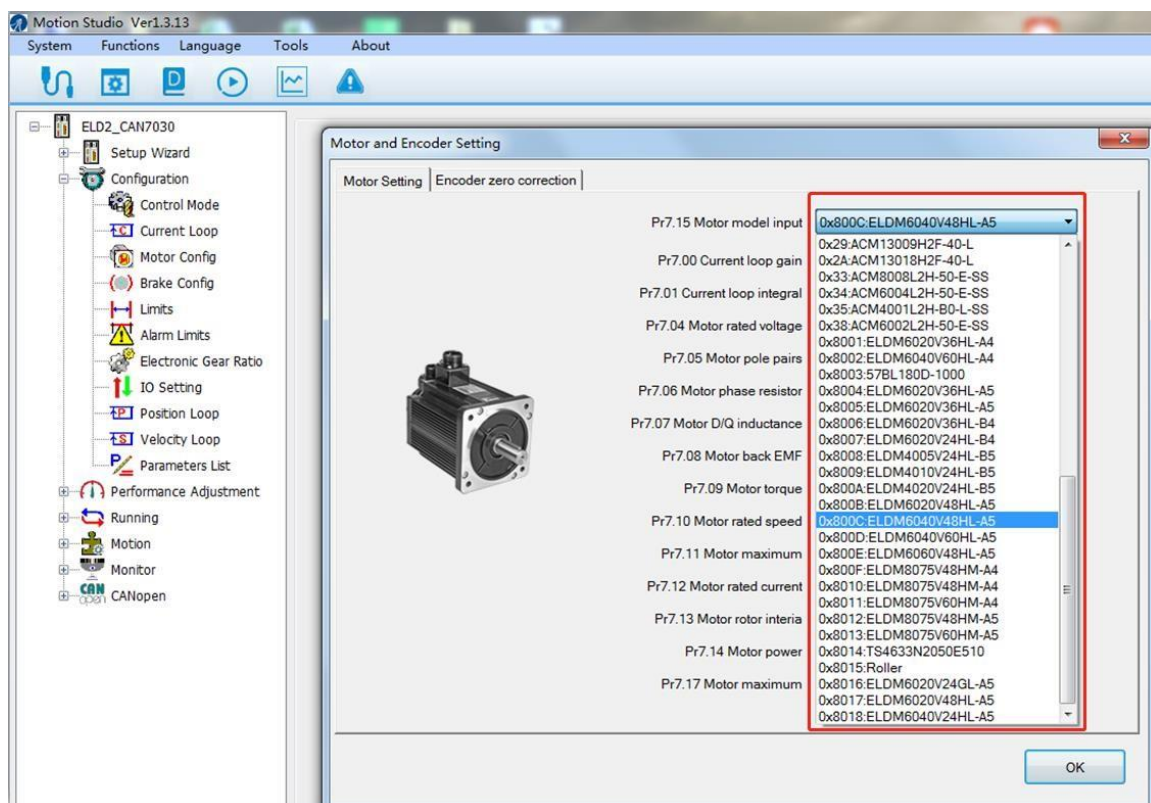 Motion Studio Ver1.3.13
System Functions Language Tools About
ELD2_CAN7030
Setup Wizard
Configuration
Control Mode
Current Loop
Motor Config
Brake Config
Limits
Alarm Limits
Electronic Gear Ratio
IO Setting
Position Loop
Velocity Loop
Parameters List
Performance Adjustment
Running
Motion
Monitor
CANopen
Motor and Encoder Setting
Motor Setting Encoder zero correction
Pr7.15 Motor model input 0x800C:ELDM6040V48HL-A5
Pr7.00 Current loop gain
Pr7.01 Current loop integral
Pr7.04 Motor rated voltage
Pr7.05 Motor pole pairs
Pr7.06 Motor phase resistor
Pr7.07 Motor D/Q inductance
Pr7.08 Motor back EMF
Pr7.09 Motor torque
Pr7.10 Motor rated speed
Pr7.11 Motor maximum
Pr7.12 Motor rated current
Pr7.13 Motor rotor interia
Pr7.14 Motor power
Pr7.17 Motor maximum
0x29:ACM13009H2F-40-L
0x2A:ACM13018H2F-40-L
0x33:ACM8008L2H-50-E-SS
0x34:ACM6004L2H-50-E-SS
0x35:ACM4001L2H-B0-L-SS
0x38:ACM6002L2H-50-E-SS
0x8001:ELDM6020V36HL-A4
0x8002:ELDM6040V60HL-A4
0x8003:57BL180D-1000
0x8004:ELDM6020V36HL-A5
0x8005:ELDM6020V36HL-A5
0x8006:ELDM6020V36HL-B4
0x8007:ELDM6020V24HL-B4
0x8008:ELDM4005V24HL-B5
0x8009:ELDM4010V24HL-B5
0x800A:ELDM4020V24HL-B5
0x800B:ELDM6020V48HL-A5
0x800C:ELDM6040V48HL-A5
0x800D:ELDM6040V60HL-A5
0x800E:ELDM6060V48HL-A5
0x800F:ELDM8075V48HM-A4
0x8010:ELDM8075V48HM-A4
0x8011:ELDM8075V60HM-A4
0x8012:ELDM8075V48HM-A5
0x8013:ELDM8075V60HM-A5
0x8014:TS4633N2050E510
0x8015:Roller
0x8016:ELDM6020V24GL-A5
0x8017:ELDM6020V48HL-A5
0x8018:ELDM6040V24HL-A5
OK